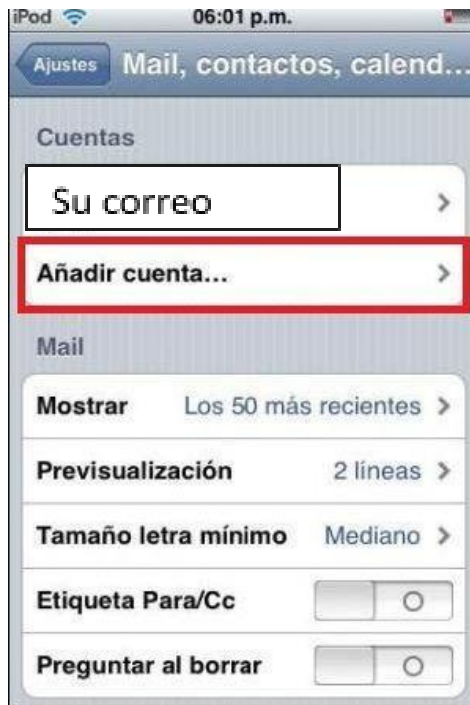 iPod 06:01 p.m.
Ajustes Mail, contactos, calend...
Cuentas
Su correo
Añadir cuenta...
Mail
Mostrar Los 50 más recientes
Previsualización 2 líneas
Tamaño letra mínimo Mediano
Etiqueta Para/Cc
Preguntar al borrar